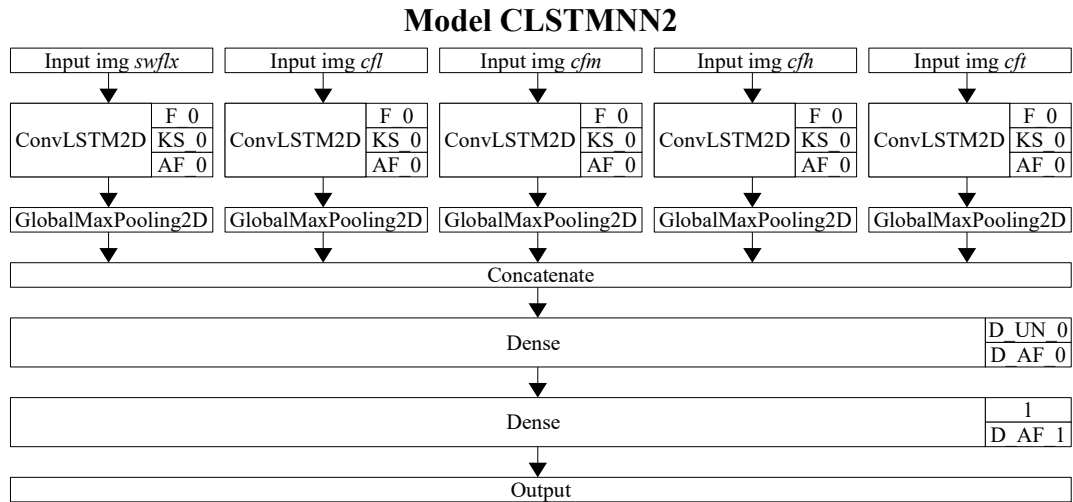 Model CLSTMNN2
Input img swflx
Input img cfl
Input img cfm
Input img cfh
Input img cft
ConvLSTM2D
F_0
KS_0
AF_0
ConvLSTM2D
F_0
KS_0
AF_0
ConvLSTM2D
F_0
KS_0
AF_0
ConvLSTM2D
F_0
KS_0
AF_0
ConvLSTM2D
F_0
KS_0
AF_0
GlobalMaxPooling2D
GlobalMaxPooling2D
GlobalMaxPooling2D
GlobalMaxPooling2D
GlobalMaxPooling2D
Concatenate
Dense
D_UN_0
D_AF_0
Dense
1
D_AF_1
Output